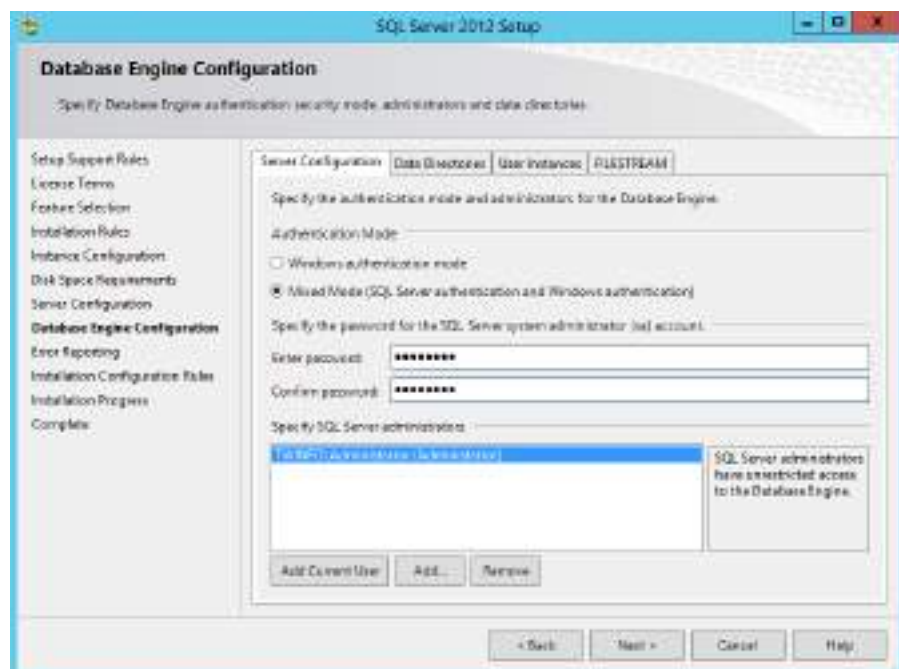 SQL Server 2012 Setup
Database Engine Configuration
Specify Database Engine authentication security mode, administrators and data directories.
Setup Support Rules
License Terms
Feature Selection
Installation Rules
Instance Configuration
Disk Space Requirements
Server Configuration
Database Engine Configuration
Error Reporting
Installation Configuration Rules
Installation Progress
Complete
Server Configuration Data Directories User Instances FILESTREAM
Specify the authentication mode and administrators for the Database Engine.
Authentication Mode
Windows authentication mode
Mixed Mode (SQL Server authentication and Windows authentication)
Specify the password for the SQL Server system administrator (sa) account.
Enter password: ●●●●●●●●
Confirm password: ●●●●●●●●
Specify SQL Server administrators
(Administrator)
SQL Server administrators
have unrestricted access
to the Database Engine.
Add Current User Add... Remove
< Back Next > Cancel Help